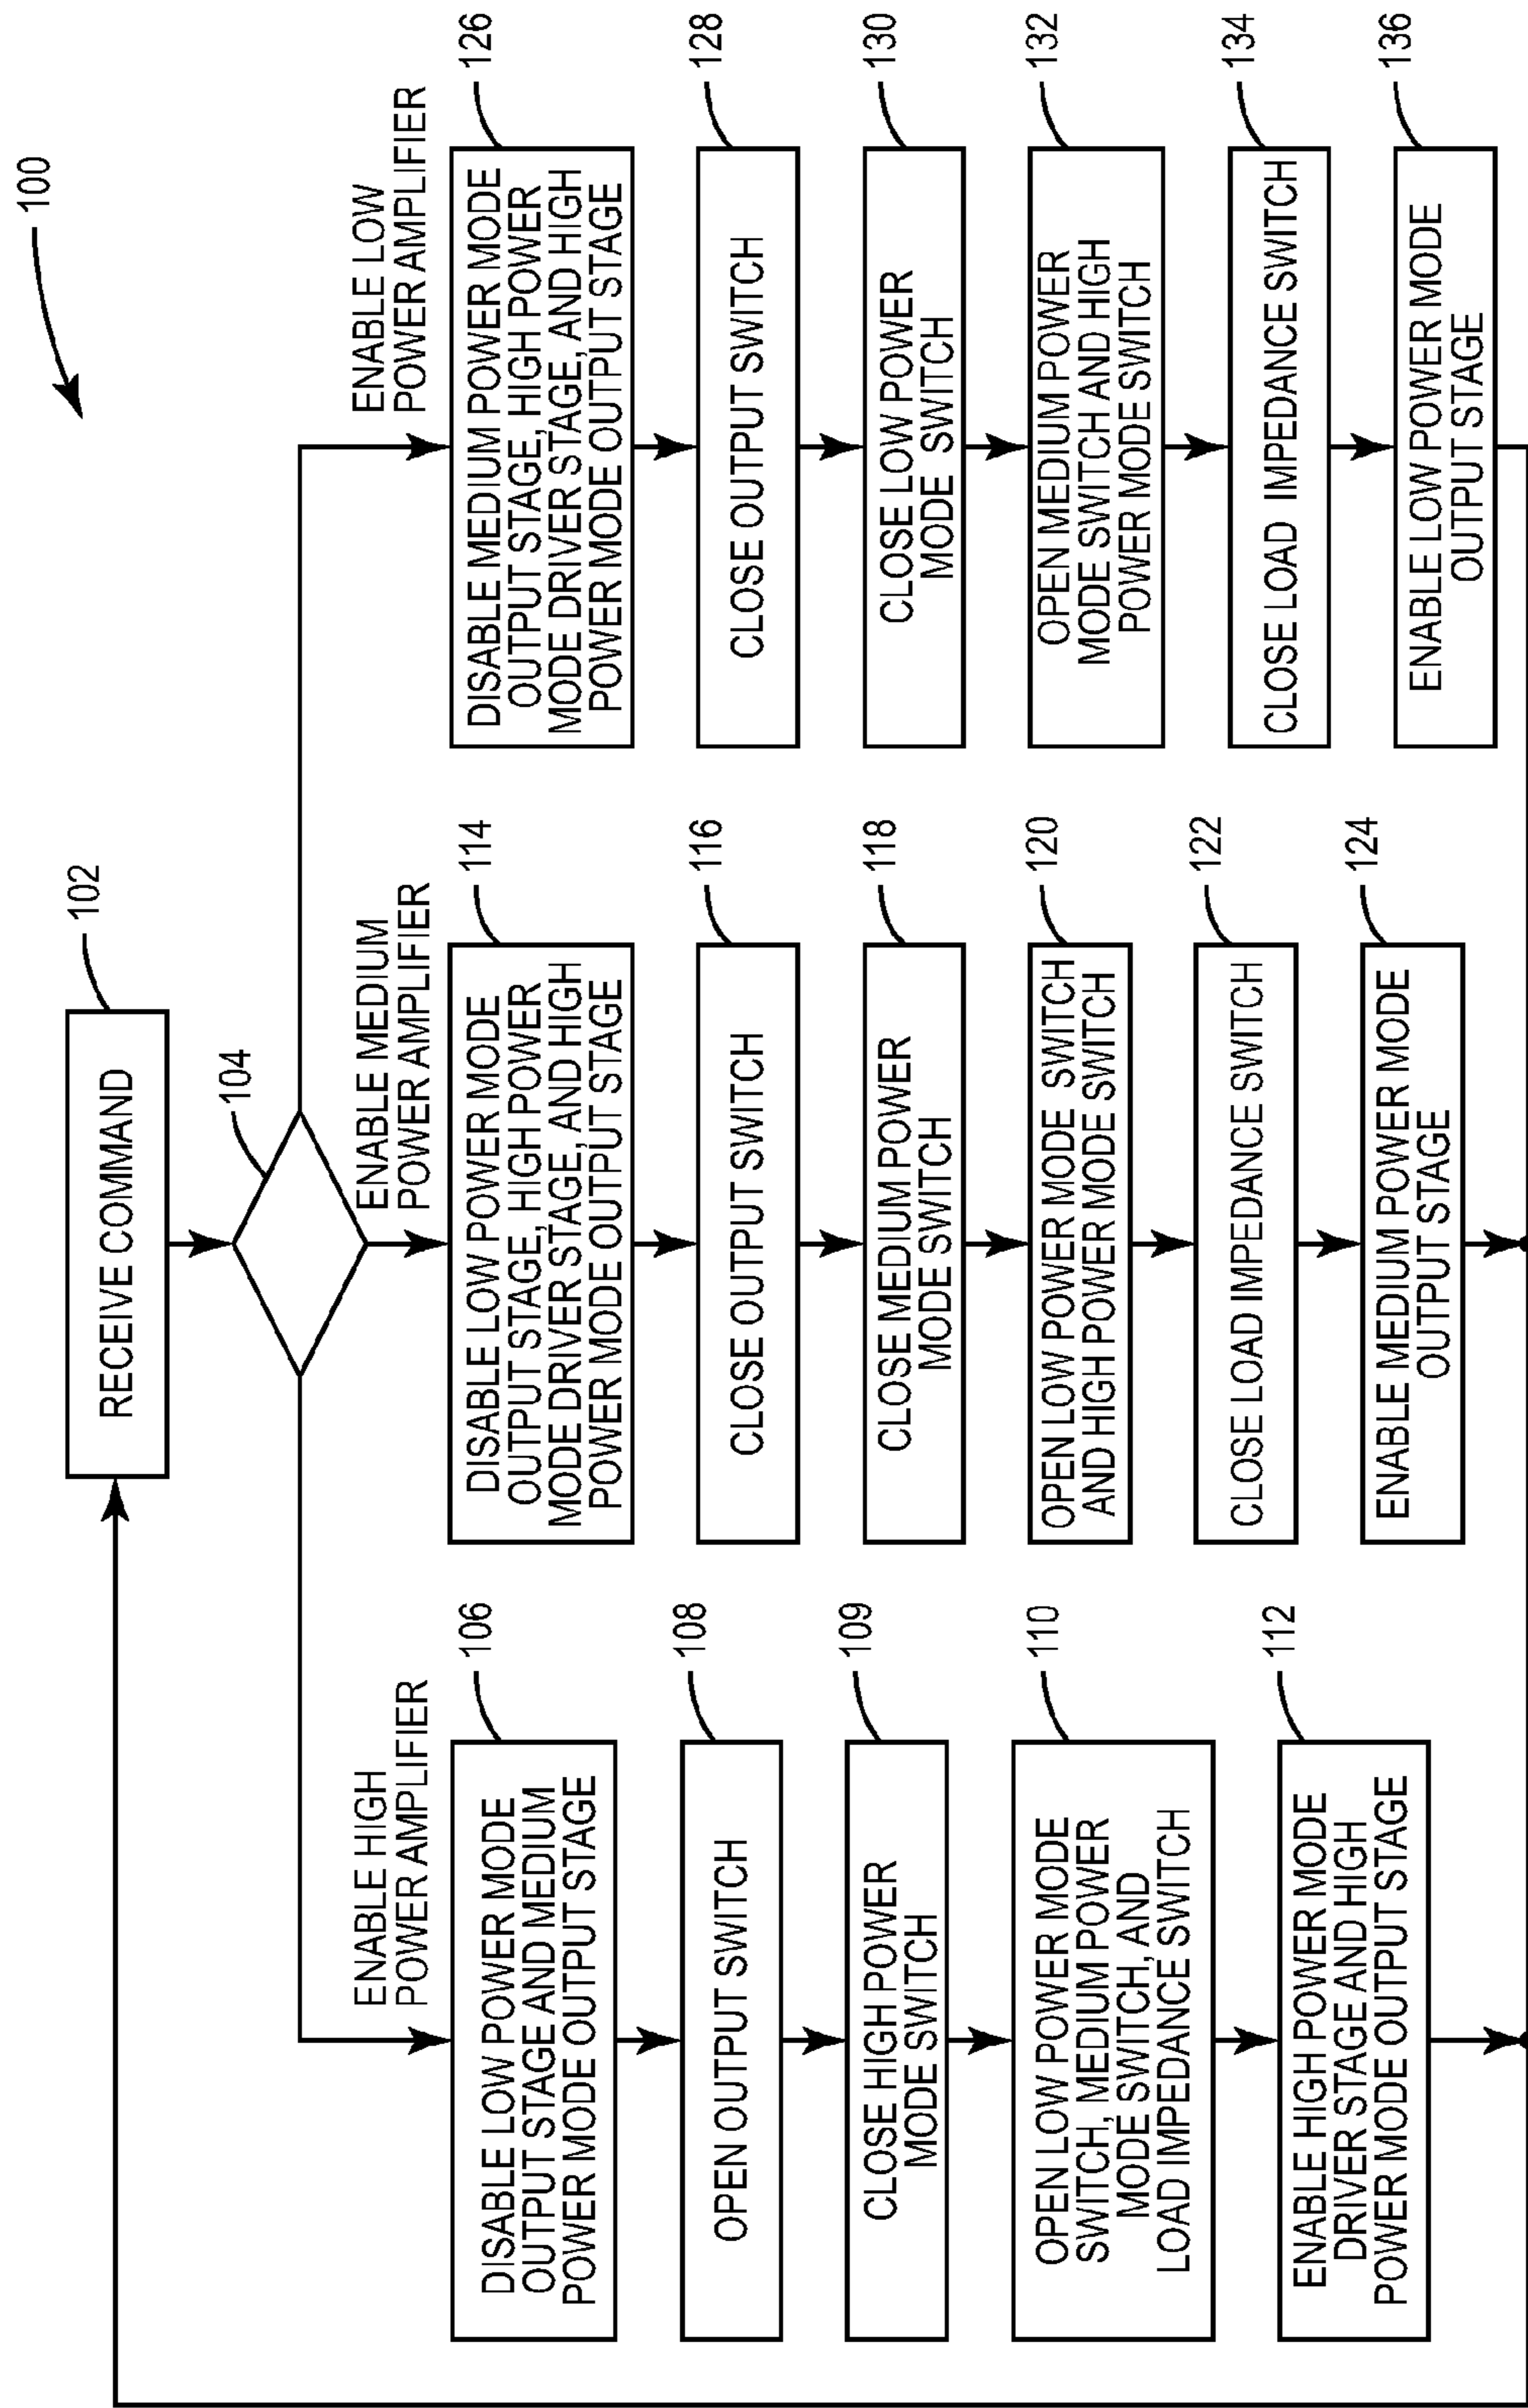 100
RECEIVE COMMAND
102
104
ENABLE HIGH
POWER AMPLIFIER
DISABLE LOW POWER MODE
OUTPUT STAGE AND MEDIUM
POWER MODE OUTPUT STAGE
106
OPEN OUTPUT SWITCH
108
CLOSE HIGH POWER
MODE SWITCH
109
OPEN LOW POWER MODE
SWITCH, MEDIUM POWER
MODE SWITCH, AND
LOAD IMPEDANCE SWITCH
110
ENABLE HIGH POWER MODE
DRIVER STAGE AND HIGH
POWER MODE OUTPUT STAGE
112
ENABLE MEDIUM
POWER AMPLIFIER
DISABLE LOW POWER MODE
OUTPUT STAGE, HIGH POWER
MODE DRIVER STAGE, AND HIGH
POWER MODE OUTPUT STAGE
114
CLOSE OUTPUT SWITCH
116
CLOSE MEDIUM POWER
MODE SWITCH
118
OPEN LOW POWER MODE SWITCH
AND HIGH POWER MODE SWITCH
120
CLOSE LOAD IMPEDANCE SWITCH
122
ENABLE MEDIUM POWER MODE
OUTPUT STAGE
124
ENABLE LOW
POWER AMPLIFIER
DISABLE MEDIUM POWER MODE
OUTPUT STAGE, HIGH POWER
MODE DRIVER STAGE, AND HIGH
POWER MODE OUTPUT STAGE
126
CLOSE OUTPUT SWITCH
128
CLOSE LOW POWER
MODE SWITCH
130
OPEN MEDIUM POWER
MODE SWITCH AND HIGH
POWER MODE SWITCH
132
CLOSE LOAD IMPEDANCE SWITCH
134
ENABLE LOW POWER MODE
OUTPUT STAGE
136